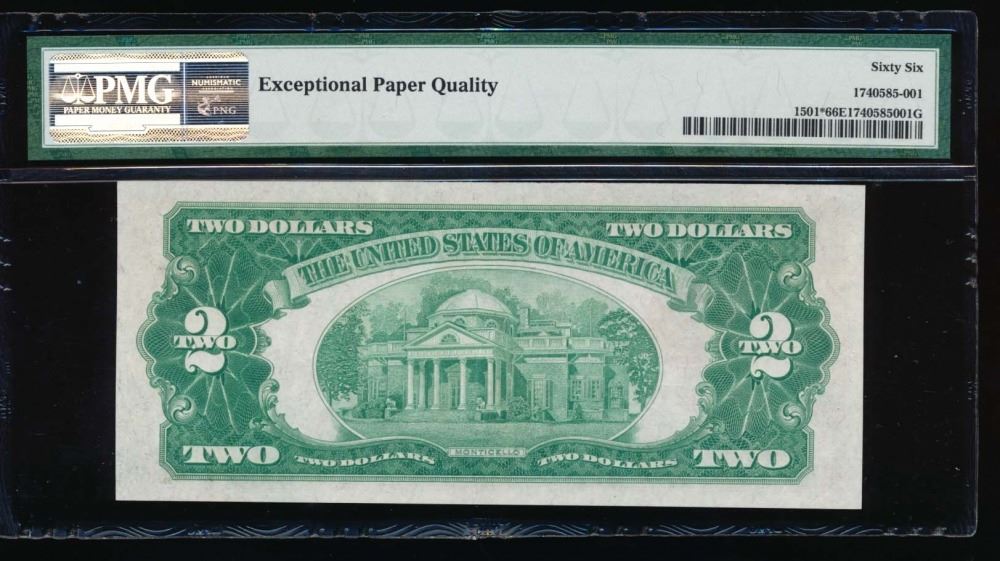 PMG
PAPER MONEY GUARANTY
NUMISMATIC
PNG
Exceptional Paper Quality
Sixty Six
1740585-001
1501*66E1740585001G
TWO DOLLARS
TWO DOLLARS
THE UNITED STATES OF AMERICA
2
TWO
2
TWO
TWO
TWO DOLLARS
MONTICELLO
TWO DOLLARS
TWO